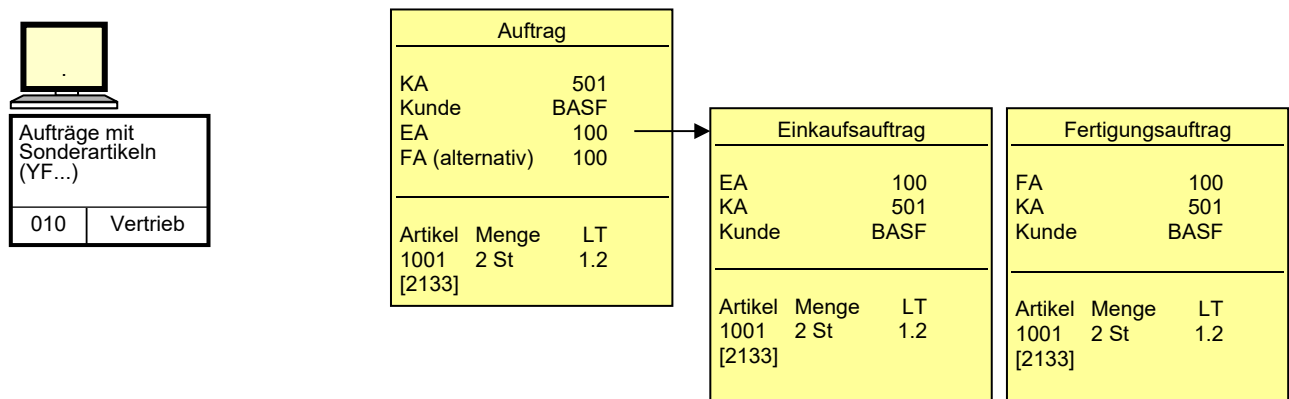 Aufträge mit
Sonderartikeln
(YF...)
010 Vertrieb
Auftrag
KA 501
Kunde BASF
EA 100
FA (alternativ) 100
Artikel Menge LT
1001 2 St 1.2
[2133]
Einkaufsauftrag
EA 100
KA 501
Kunde BASF
Artikel Menge LT
1001 2 St 1.2
[2133]
Fertigungsauftrag
FA 100
KA 501
Kunde BASF
Artikel Menge LT
1001 2 St 1.2
[2133]